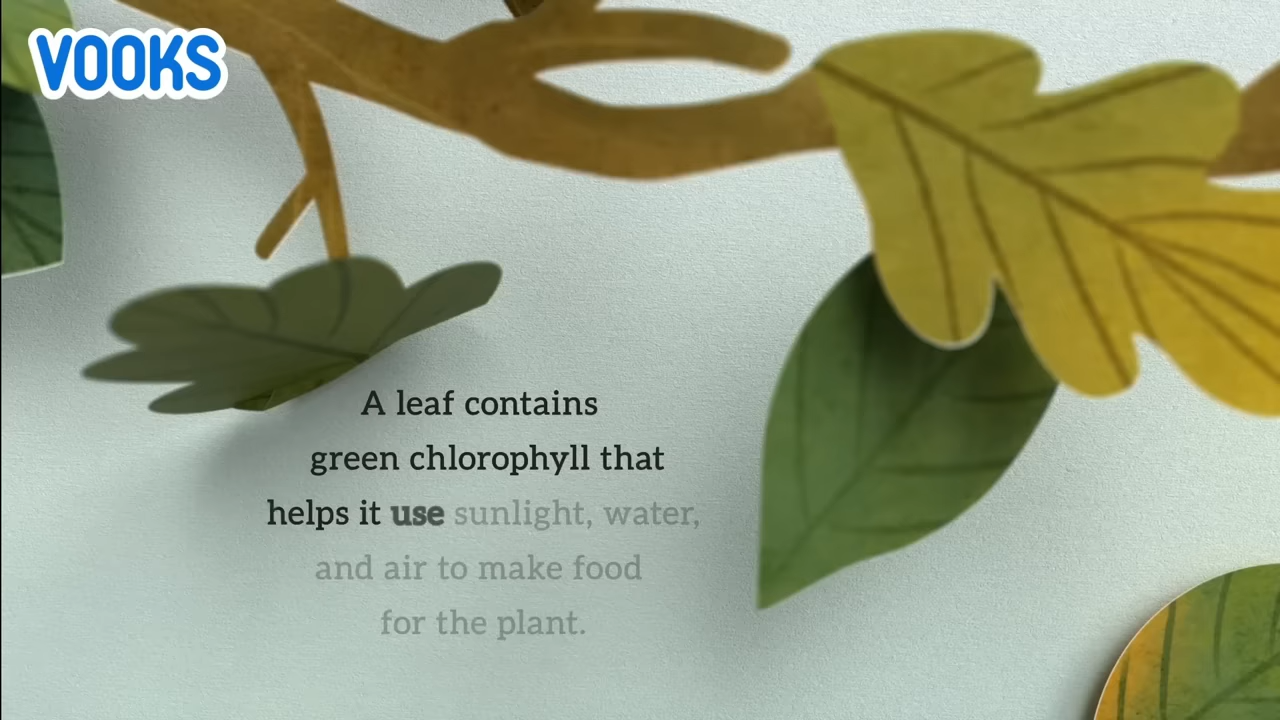 VOOKS
A leaf contains
green chlorophyll that
helps it use sunlight, water,
and air to make food
for the plant.